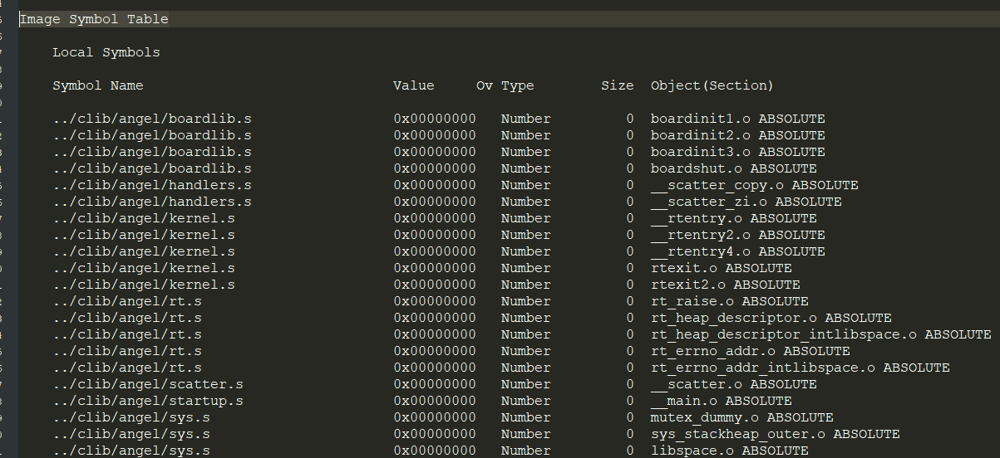 Image Symbol Table
Local Symbols
Symbol Name Value Ov Type Size Object(Section)
../clib/angel/boardlib.s 0x00000000 Number 0 boardinit1.o ABSOLUTE
../clib/angel/boardlib.s 0x00000000 Number 0 boardinit2.o ABSOLUTE
../clib/angel/boardlib.s 0x00000000 Number 0 boardinit3.o ABSOLUTE
../clib/angel/boardlib.s 0x00000000 Number 0 boardshut.o ABSOLUTE
../clib/angel/handlers.s 0x00000000 Number 0 __scatter_copy.o ABSOLUTE
../clib/angel/handlers.s 0x00000000 Number 0 __scatter_zi.o ABSOLUTE
../clib/angel/kernel.s 0x00000000 Number 0 __rtentry.o ABSOLUTE
../clib/angel/kernel.s 0x00000000 Number 0 __rtentry2.o ABSOLUTE
../clib/angel/kernel.s 0x00000000 Number 0 __rtentry4.o ABSOLUTE
../clib/angel/kernel.s 0x00000000 Number 0 rtexit.o ABSOLUTE
../clib/angel/kernel.s 0x00000000 Number 0 rtexit2.o ABSOLUTE
../clib/angel/rt.s 0x00000000 Number 0 rt_raise.o ABSOLUTE
../clib/angel/rt.s 0x00000000 Number 0 rt_heap_descriptor.o ABSOLUTE
../clib/angel/rt.s 0x00000000 Number 0 rt_heap_descriptor_intlibspace.o ABSOLUTE
../clib/angel/rt.s 0x00000000 Number 0 rt_errno_addr.o ABSOLUTE
../clib/angel/rt.s 0x00000000 Number 0 rt_errno_addr_intlibspace.o ABSOLUTE
../clib/angel/scatter.s 0x00000000 Number 0 __scatter.o ABSOLUTE
../clib/angel/startup.s 0x00000000 Number 0 __main.o ABSOLUTE
../clib/angel/sys.s 0x00000000 Number 0 mutex_dummy.o ABSOLUTE
../clib/angel/sys.s 0x00000000 Number 0 sys_stackheap_outer.o ABSOLUTE
../clib/angel/sys.s 0x00000000 Number 0 libspace.o ABSOLUTE